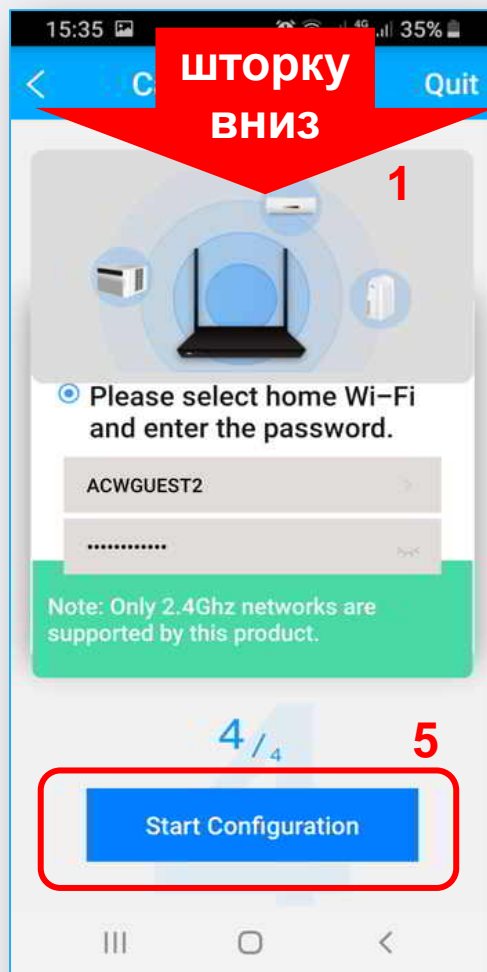 15:35 4G 35%
шторку
вниз
Quit
1
Please select home Wi-Fi
and enter the password.
ACWGUEST2
••••••••••••
Note: Only 2.4Ghz networks are
supported by this product.
4/4
5
Start Configuration